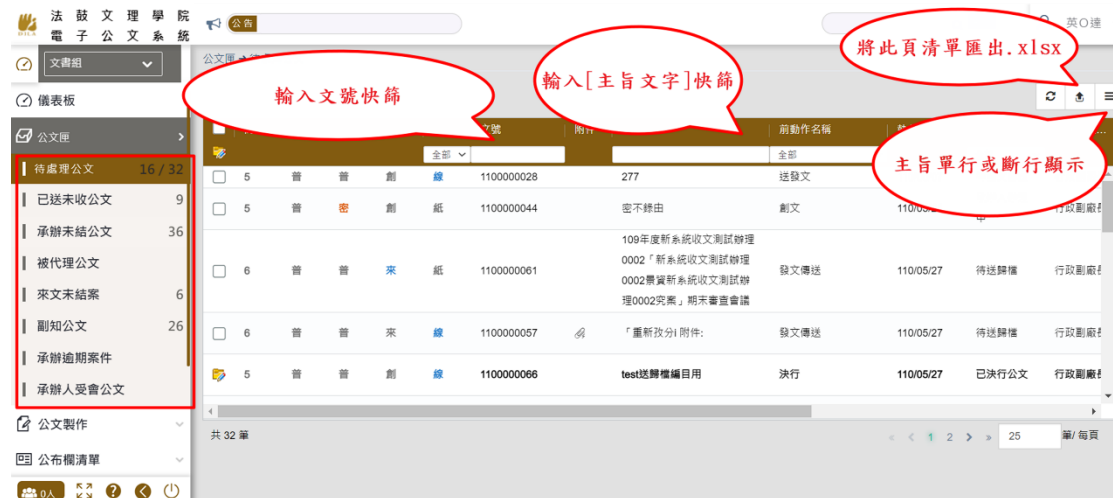 法鼓文理學院
電子公文系統
DILA
公告
英O達
文書組
公文匣
儀表板
公文匣
待處理公文 16 / 32
已送未收公文 9
承辦未結公文 36
被代理公文
來文未結案 6
副知公文 26
承辦逾期案件
承辦人受會公文
公文製作
公布欄清單
0人
輸入文號快篩
輸入[主旨文字]快篩
將此頁清單匯出.xlsx
主旨單行或斷行顯示
文號 附件 前動作名稱
全部 全部
5 普 普 創 線 1100000028 277 送發文
5 普 密 創 紙 1100000044 密不錄由 創文 行政副廠長
6 普 普 來 紙 1100000061 109年度新系統收文測試辦理
0002「新系統收文測試辦理
0002景賀新系統收文測試辦
理0002究案」期末審查會議
發文傳送 110/05/27 待送歸檔 行政副廠長
6 普 普 來 線 1100000057 「重新孜分i 附件: 發文傳送 110/05/27 待送歸檔 行政副廠長
5 普 普 創 線 1100000066 test送歸檔編目用 決行 110/05/27 已決行公文 行政副廠長
共 32 筆
« < 1 2 > » 25 筆/ 每頁